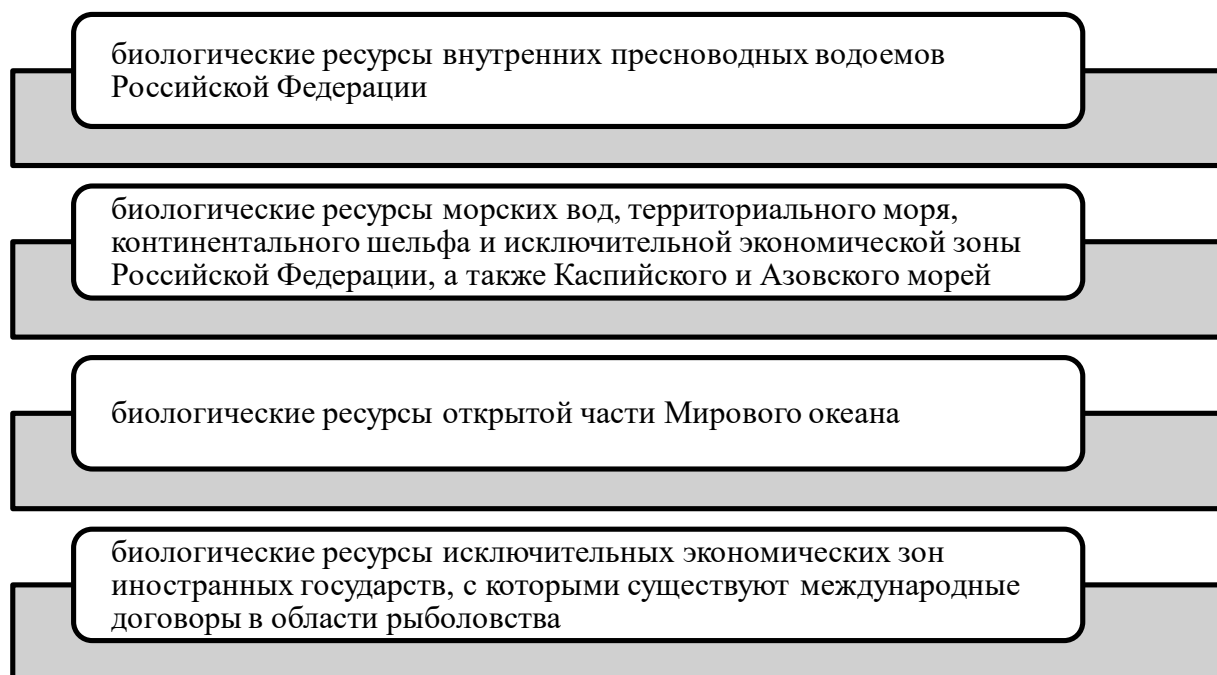 биологические ресурсы внутренних пресноводных водоемов
Российской Федерации
биологические ресурсы морских вод, территориального моря,
континентального шельфа и исключительной экономической зоны
Российской Федерации, а также Каспийского и Азовского морей
биологические ресурсы открытой части Мирового океана
биологические ресурсы исключительных экономических зон
иностранных государств, с которыми существуют международные
договоры в области рыболовства